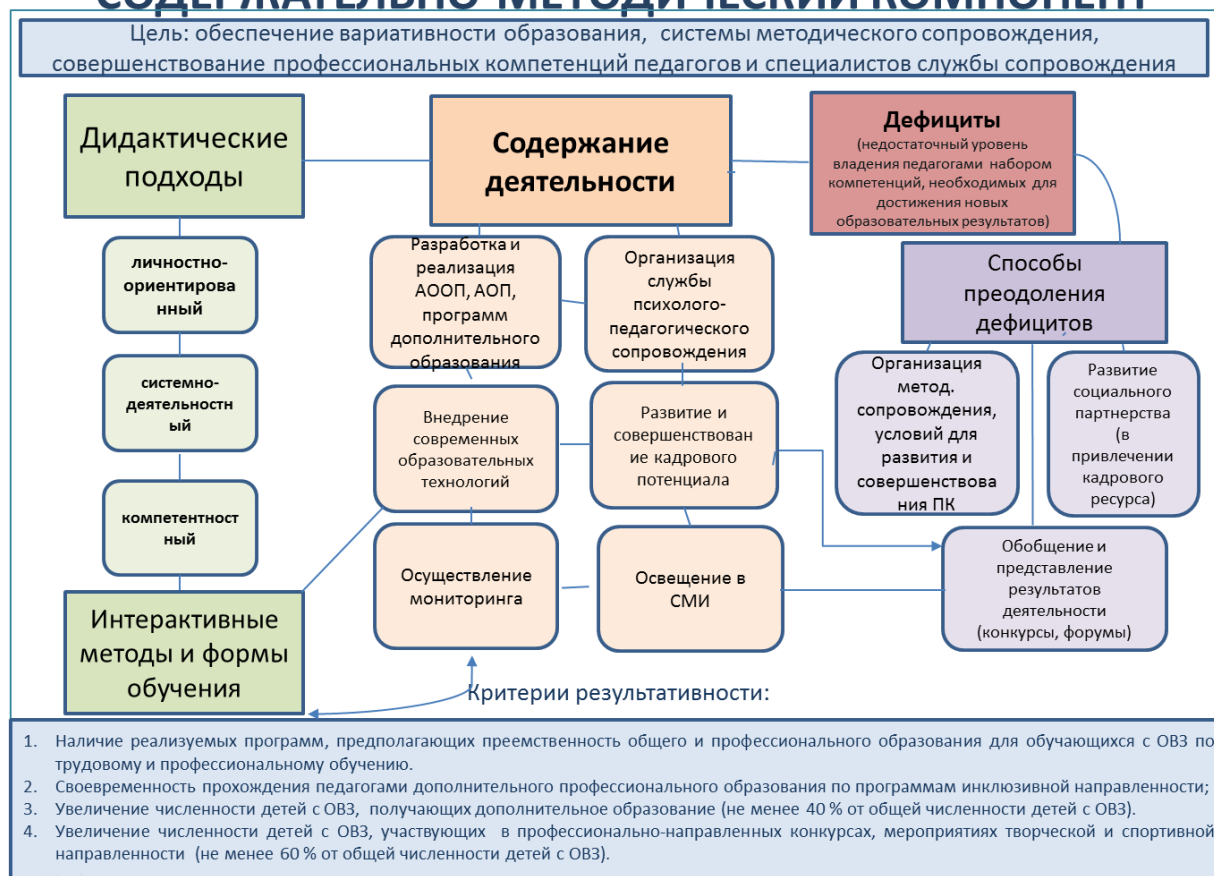 СОДЕРЖАТЕЛЬНО-МЕТОДИЧЕСКИЙ КОМПОНЕНТ
Цель: обеспечение вариативности образования, системы методического сопровождения,
совершенствование профессиональных компетенций педагогов и специалистов службы сопровождения
Дидактические
подходы
личностно-
ориентирова
нный
системно-
деятельностн
ый
компетентност
ный
Интерактивные
методы и формы
обучения
Содержание
деятельности
Разработка и
реализация
АООП, АОП,
программ
дополнительного
образования
Организация
службы
психолого-
педагогического
сопровождения
Внедрение
современных
образовательных
технологий
Развитие и
совершенствован
ие кадрового
потенциала
Осуществление
мониторинга
Освещение в
СМИ
Дефициты
(недостаточный уровень
владения педагогами набором
компетенций, необходимых для
достижения новых
образовательных результатов)
Способы
преодоления
дефицитов
Организация
метод.
сопровождения,
условий для
развития и
совершенствова
ния ПК
Развитие
социального
партнерства
(в
привлечении
кадрового
ресурса)
Обобщение и
представление
результатов
деятельности
(конкурсы, форумы)
Критерии результативности:
1. Наличие реализуемых программ, предполагающих преемственность общего и профессионального образования для обучающихся с ОВЗ по
трудовому и профессиональному обучению.
2. Своевременность прохождения педагогами дополнительного профессионального образования по программам инклюзивной направленности;
3. Увеличение численности детей с ОВЗ, получающих дополнительное образование (не менее 40 % от общей численности детей с ОВЗ).
4. Увеличение численности детей с ОВЗ, участвующих в профессионально-направленных конкурсах, мероприятиях творческой и спортивной
направленности (не менее 60 % от общей численности детей с ОВЗ).